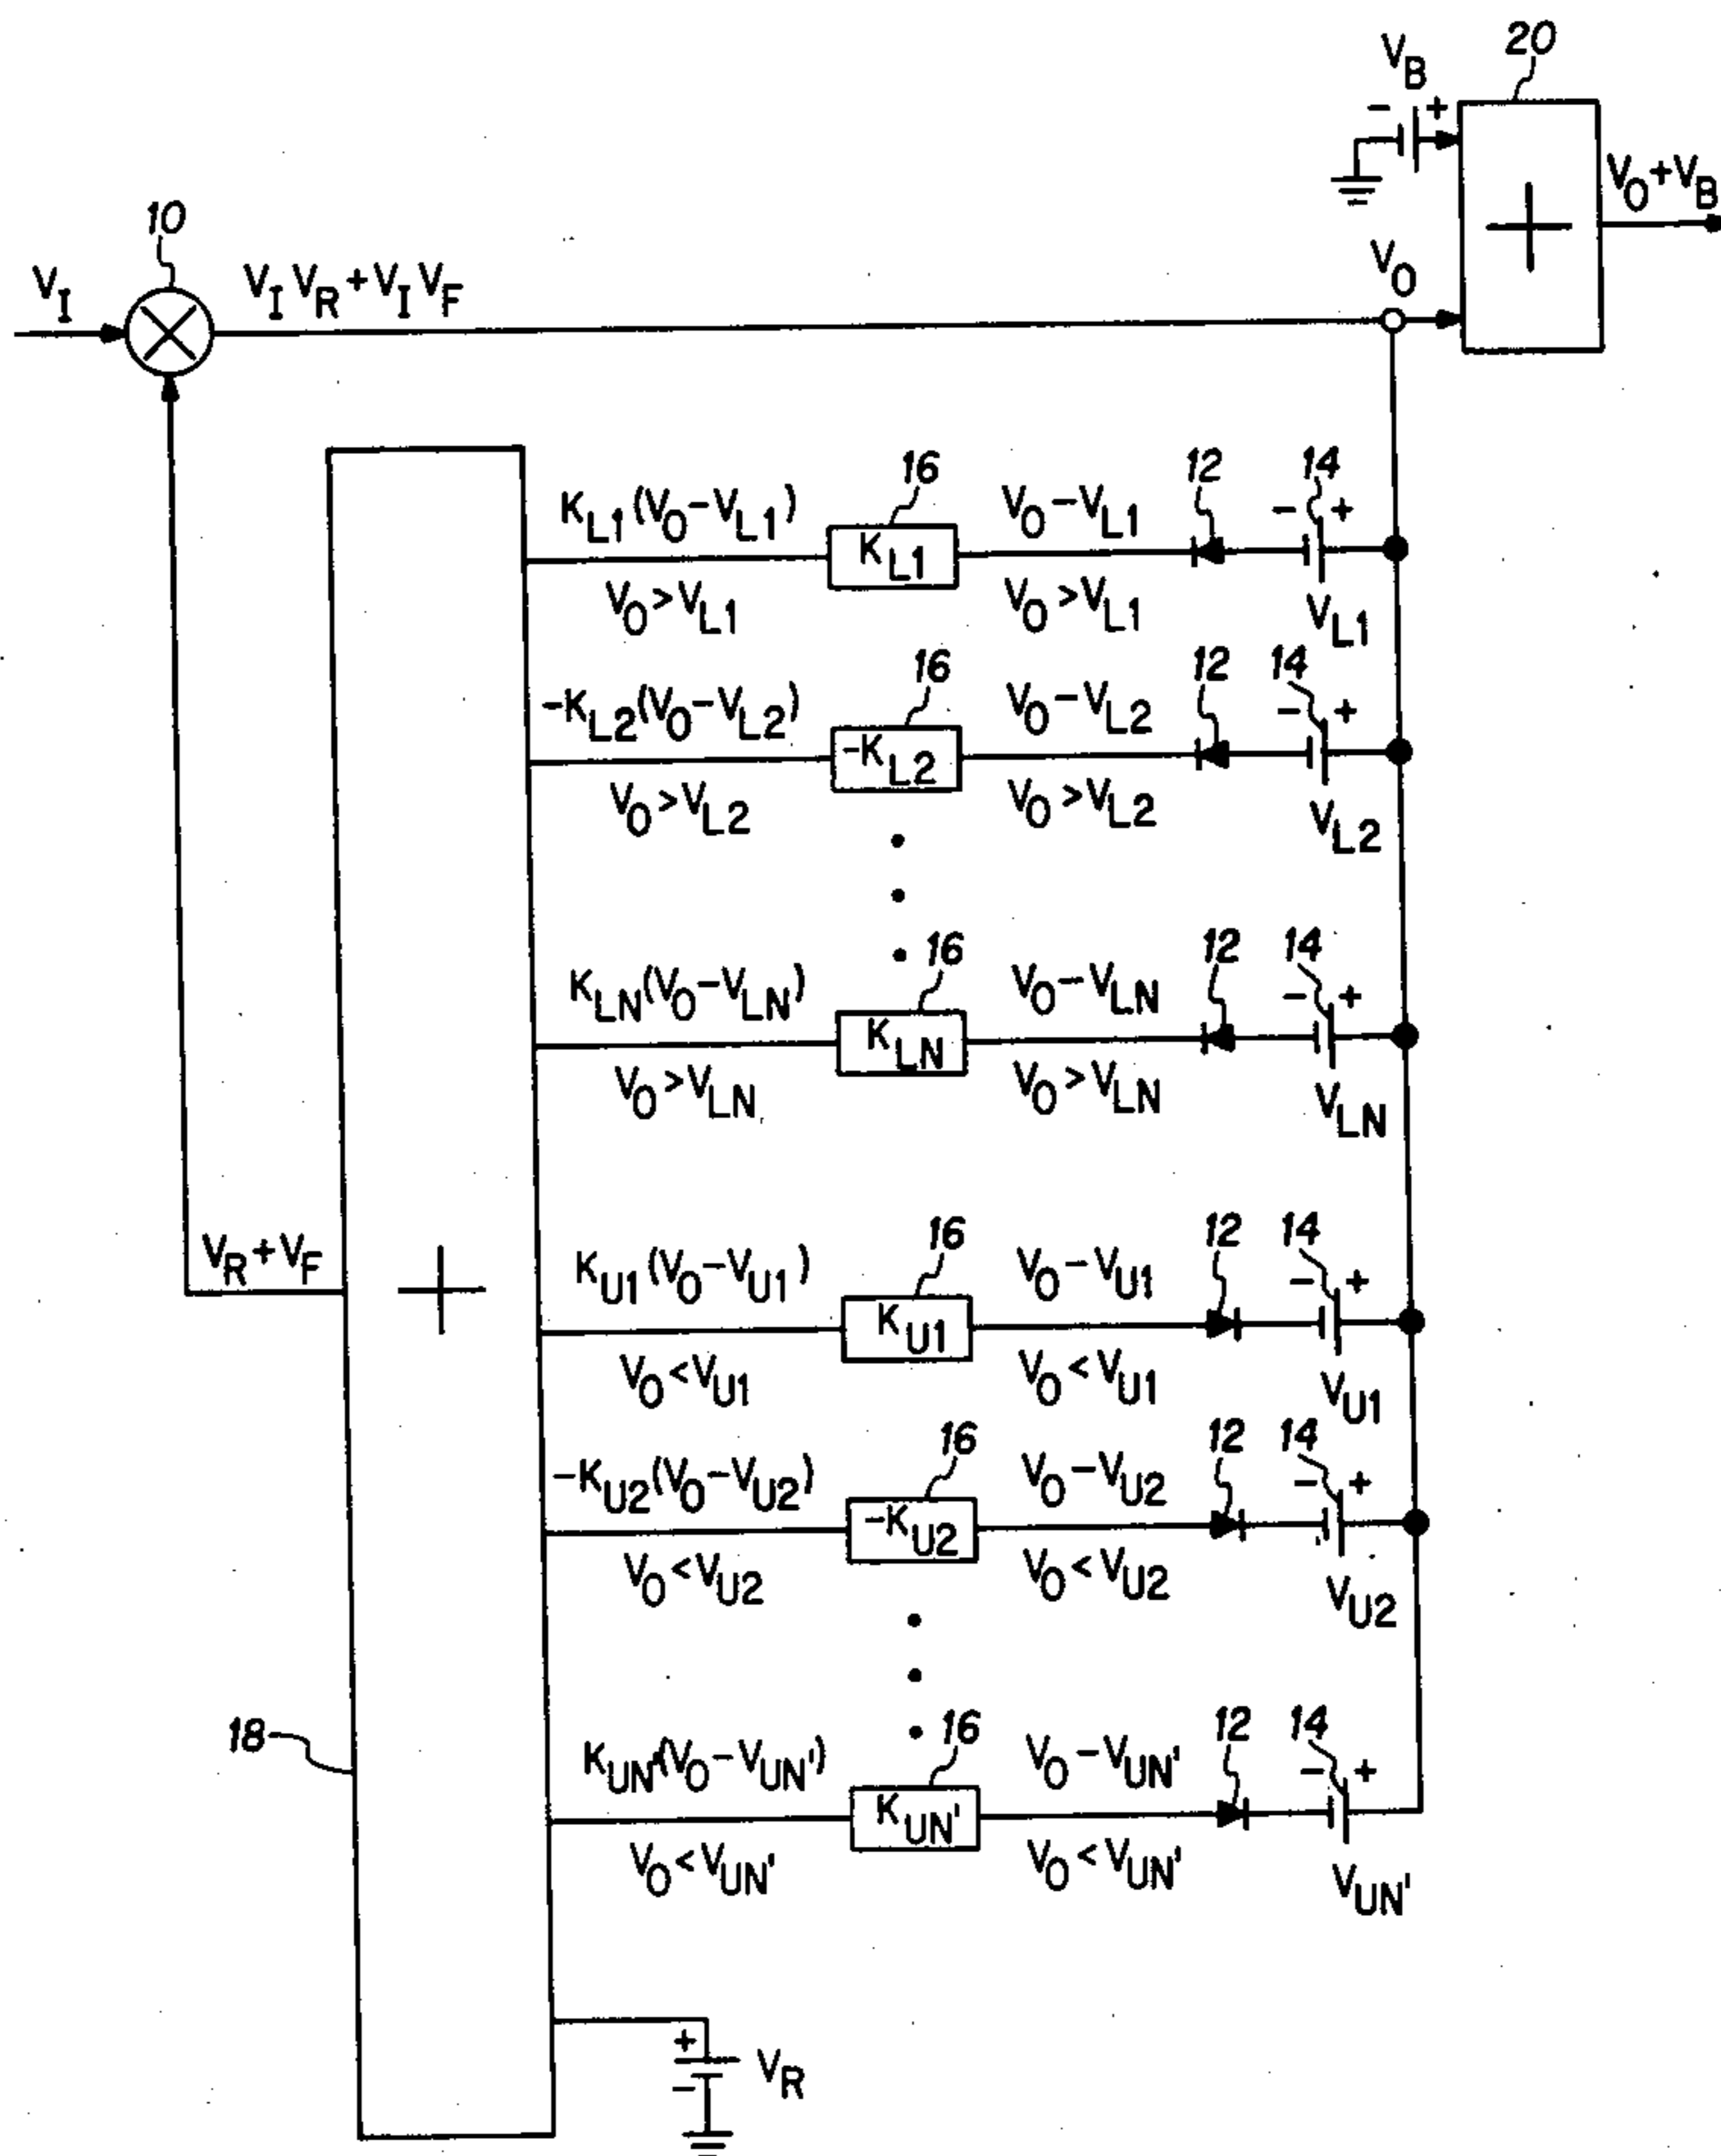 20
V_B
- +
V_O+V_B
10
V_I
V_I V_R+V_I V_F
V_O
+
16 12 14
K_L1(V_O-V_L1) K_L1 V_O-V_L1 - +
V_O>V_L1 V_O>V_L1 V_L1
16 12 14
-K_L2(V_O-V_L2) -K_L2 V_O-V_L2 - +
V_O>V_L2 V_O>V_L2 V_L2
16 12 14
K_LN(V_O-V_LN) K_LN V_O-V_LN - +
V_O>V_LN V_O>V_LN V_LN
V_R+V_F
+
16 12 14
K_U1(V_O-V_U1) K_U1 V_O-V_U1 - +
V_O<V_U1 V_O<V_U1 V_U1
16 12 14
-K_U2(V_O-V_U2) -K_U2 V_O-V_U2 - +
V_O<V_U2 V_O<V_U2 V_U2
18
16 12 14
K_UN'(V_O-V_UN') K_UN' V_O-V_UN' - +
V_O<V_UN' V_O<V_UN' V_UN'
+
- V_R